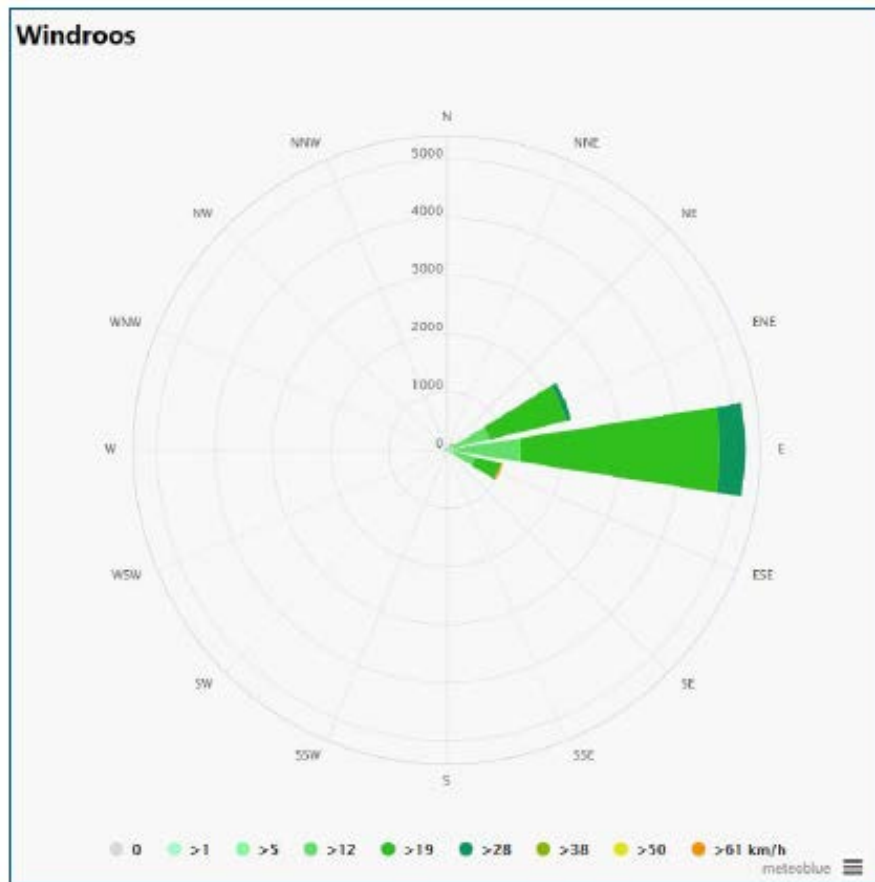 Windroos
N
NNW
NNE
5000
NW
NE
4000
3000
WNW
ENE
2000
1000
W
0
E
WSW
ESE
SW
SE
SSW
SSE
S
0 >1 >5 >12 >19 >28 >38 >50 >61 km/h
meteoblue